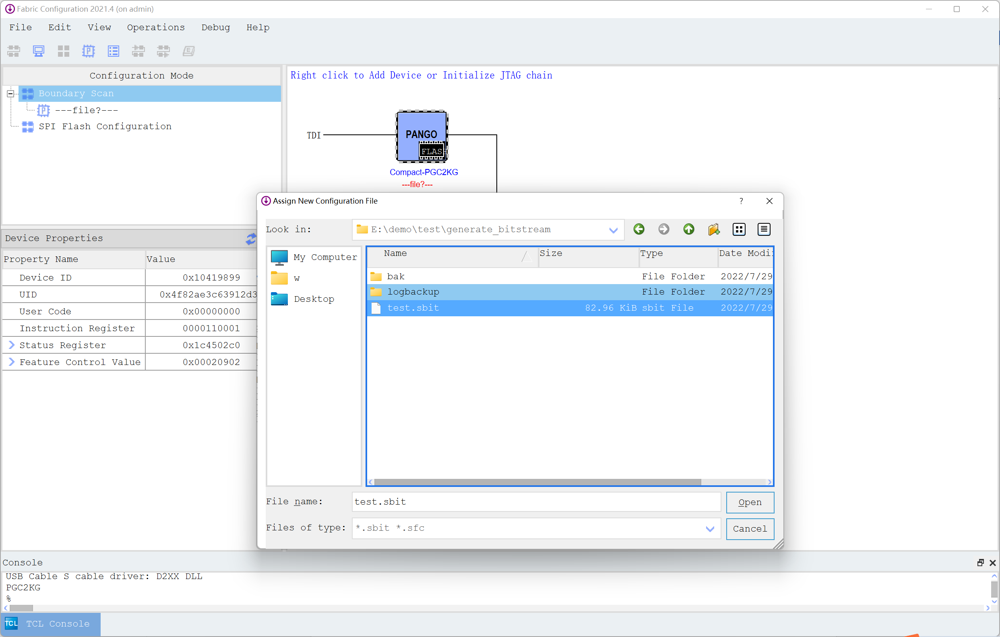 Fabric Configuration 2021.4 (on admin)
File Edit View Operations Debug Help
Configuration Mode
Boundary Scan
---file?---
SPI Flash Configuration
Right click to Add Device or Initialize JTAG chain
TDI
PANGO
FLASH
Compact-PGC2KG
---file?---
Device Properties
Property Name Value
Device ID 0x10419899
UID 0x4f82ae3c63912d3
User Code 0x00000000
Instruction Register 0000110001
Status Register 0x1c4502c0
Feature Control Value 0x00020902
Assign New Configuration File
Look in: E:\demo\test\generate_bitstream
My Computer
w
Desktop
Name Size Type Date Modi
bak File Folder 2022/7/29
logbackup File Folder 2022/7/29
test.sbit 82.96 KiB sbit File 2022/7/29
File name: test.sbit Open
Files of type: *.sbit *.sfc Cancel
Console
USB Cable S cable driver: D2XX DLL
PGC2KG
%
TCL TCL Console